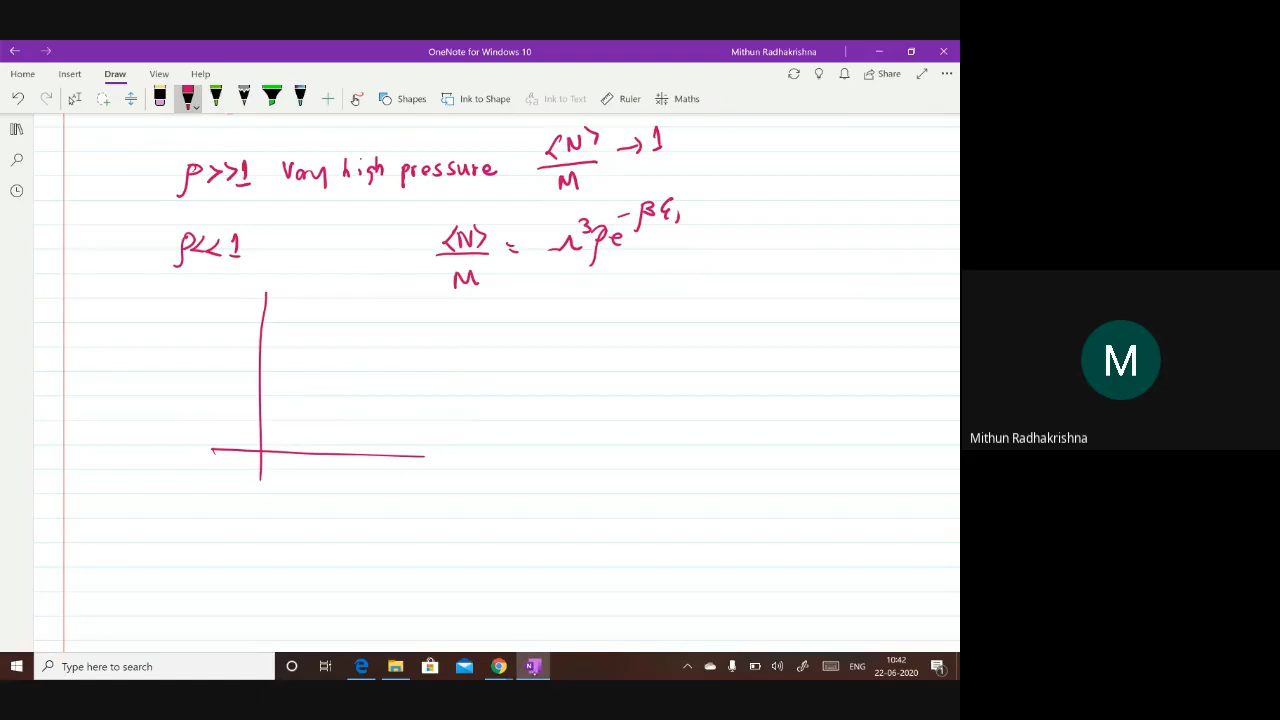 OneNote for Windows 10
Mithun Radhakrishna
Home Insert Draw View Help
Share
Shapes Ink to Shape Ink to Text Ruler Maths
ρ>>1 Very high pressure <N>/M → 1
ρ<<1 <N>/M = Λ³ρe^-βε₁
M
Mithun Radhakrishna
Type here to search
ENG
10:42
22-06-2020
1